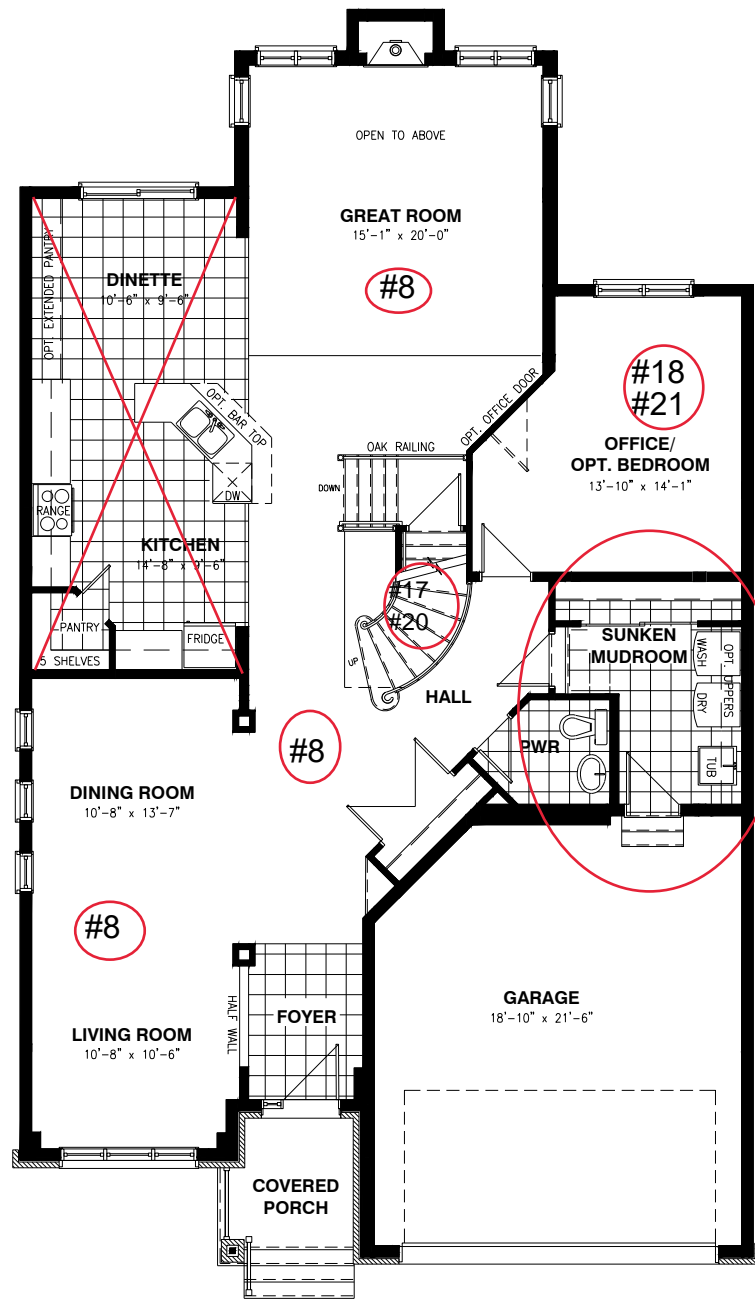 OPEN TO ABOVE
GREAT ROOM
15'-1" x 20'-0"
#8
DINETTE
10'-6" x 9'-6"
OPT. EXTENDED PANTRY
OPT. BAR TOP
DW
RANGE
KITCHEN
14'-8" x 9'-6"
PANTRY
5 SHELVES
FRIDGE
OAK RAILING
DOWN
OPT. OFFICE DOOR
#18
#21
OFFICE/
OPT. BEDROOM
13'-10" x 14'-1"
#17
#20
UP
HALL
SUNKEN
MUDROOM
WASH
DRY
OPT. UPPERS
TUB
PWR
#8
DINING ROOM
10'-8" x 13'-7"
#8
LIVING ROOM
10'-8" x 10'-6"
HALF WALL
FOYER
GARAGE
18'-10" x 21'-6"
COVERED
PORCH